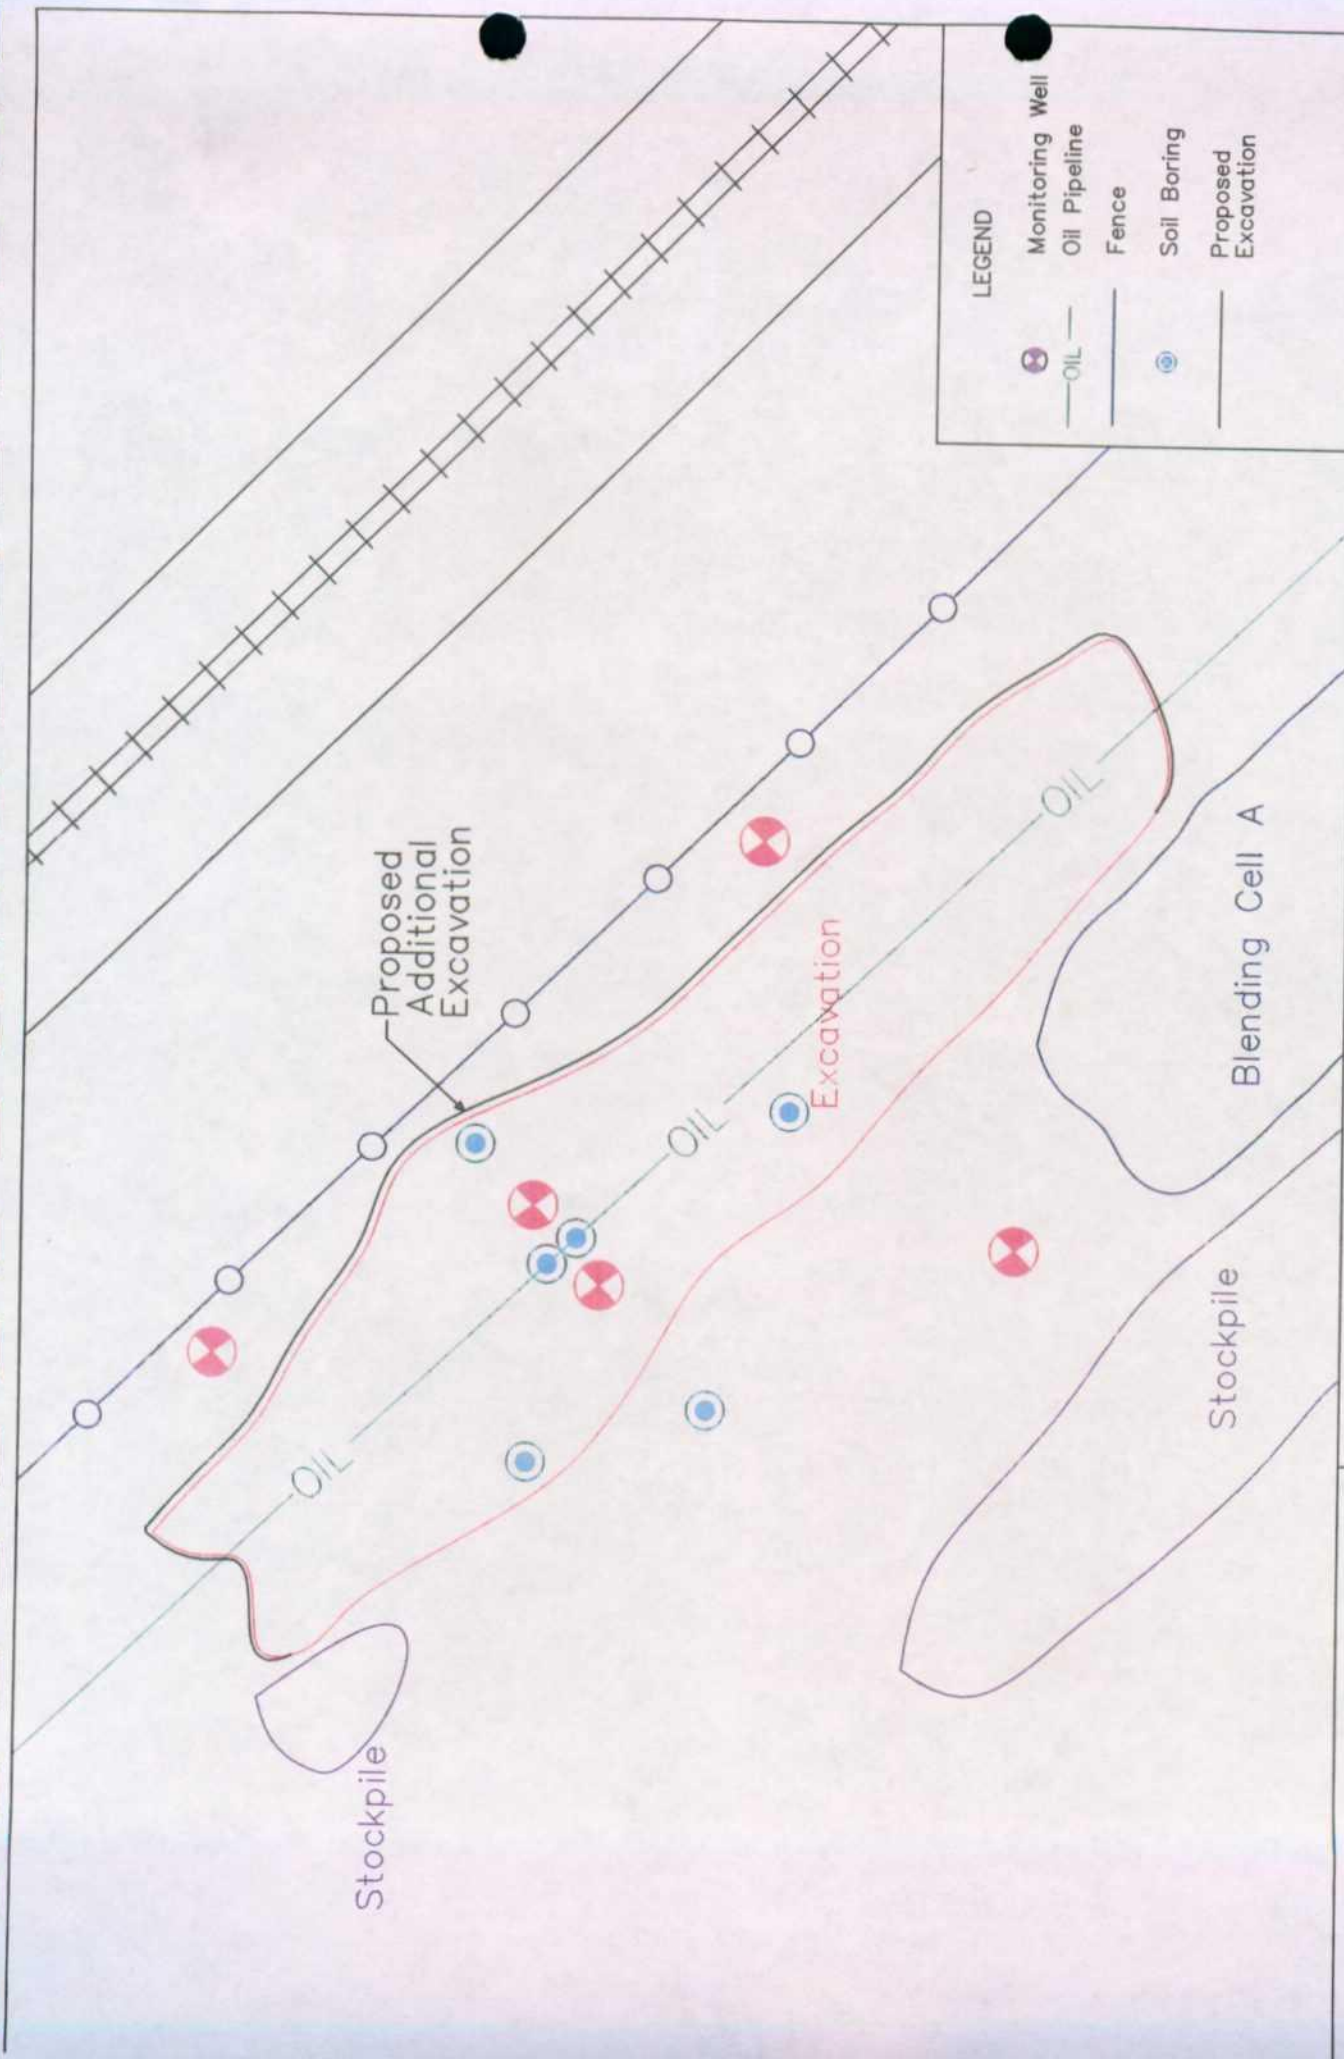 Proposed
Additional
Excavation
OIL
OIL
OIL
Excavation
Stockpile
Stockpile
Blending Cell A
LEGEND
Monitoring Well
OIL Oil Pipeline
Fence
Soil Boring
Proposed
Excavation